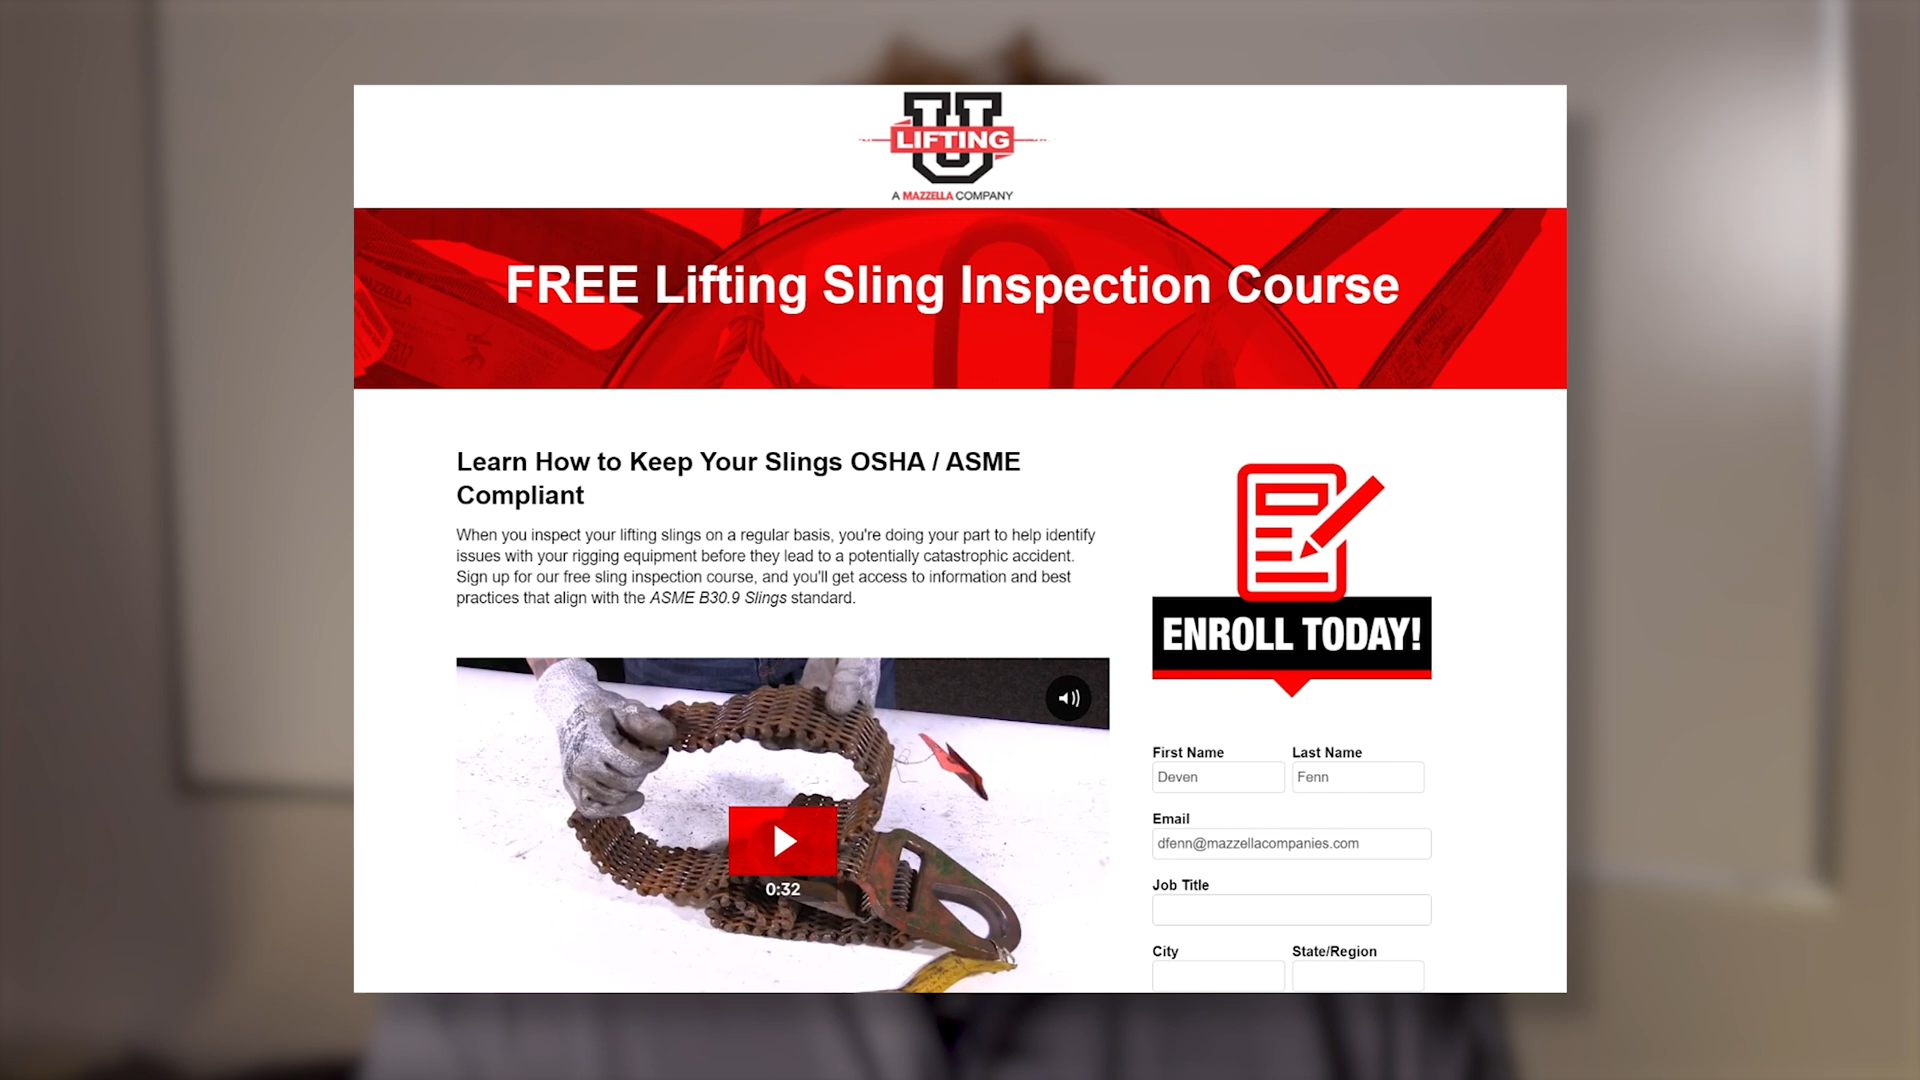 U
LIFTING
A MAZZELLA COMPANY
FREE Lifting Sling Inspection Course
MAZZELLA
MAZZELLA
Learn How to Keep Your Slings OSHA / ASME
Compliant
When you inspect your lifting slings on a regular basis, you're doing your part to help identify
issues with your rigging equipment before they lead to a potentially catastrophic accident.
Sign up for our free sling inspection course, and you'll get access to information and best
practices that align with the ASME B30.9 Slings standard.
0:32
ENROLL TODAY!
First Name Last Name
Deven Fenn
Email
dfenn@mazzellacompanies.com
Job Title
City State/Region